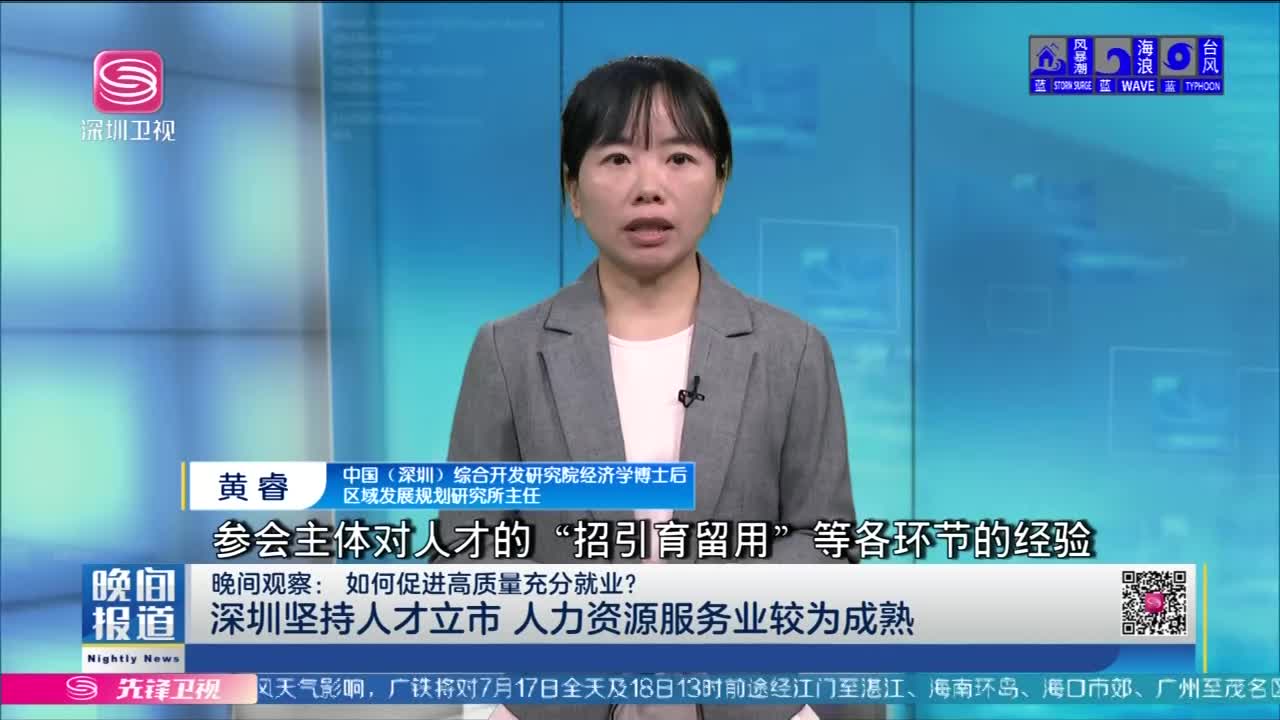 深圳卫视
风暴潮
海浪
台风
蓝 STORM SURGE
蓝 WAVE
蓝 TYPHOON
黄睿
中国（深圳）综合开发研究院经济学博士后
区域发展规划研究所主任
参会主体对人才的“招引育留用”等各环节的经验
晚间报道
Nightly News
晚间观察： 如何促进高质量充分就业？
深圳坚持人才立市 人力资源服务业较为成熟
先锋卫视
风天气影响，广铁将对7月17日全天及18日13时前途经江门至湛江、海南环岛、海口市郊、广州至茂名区